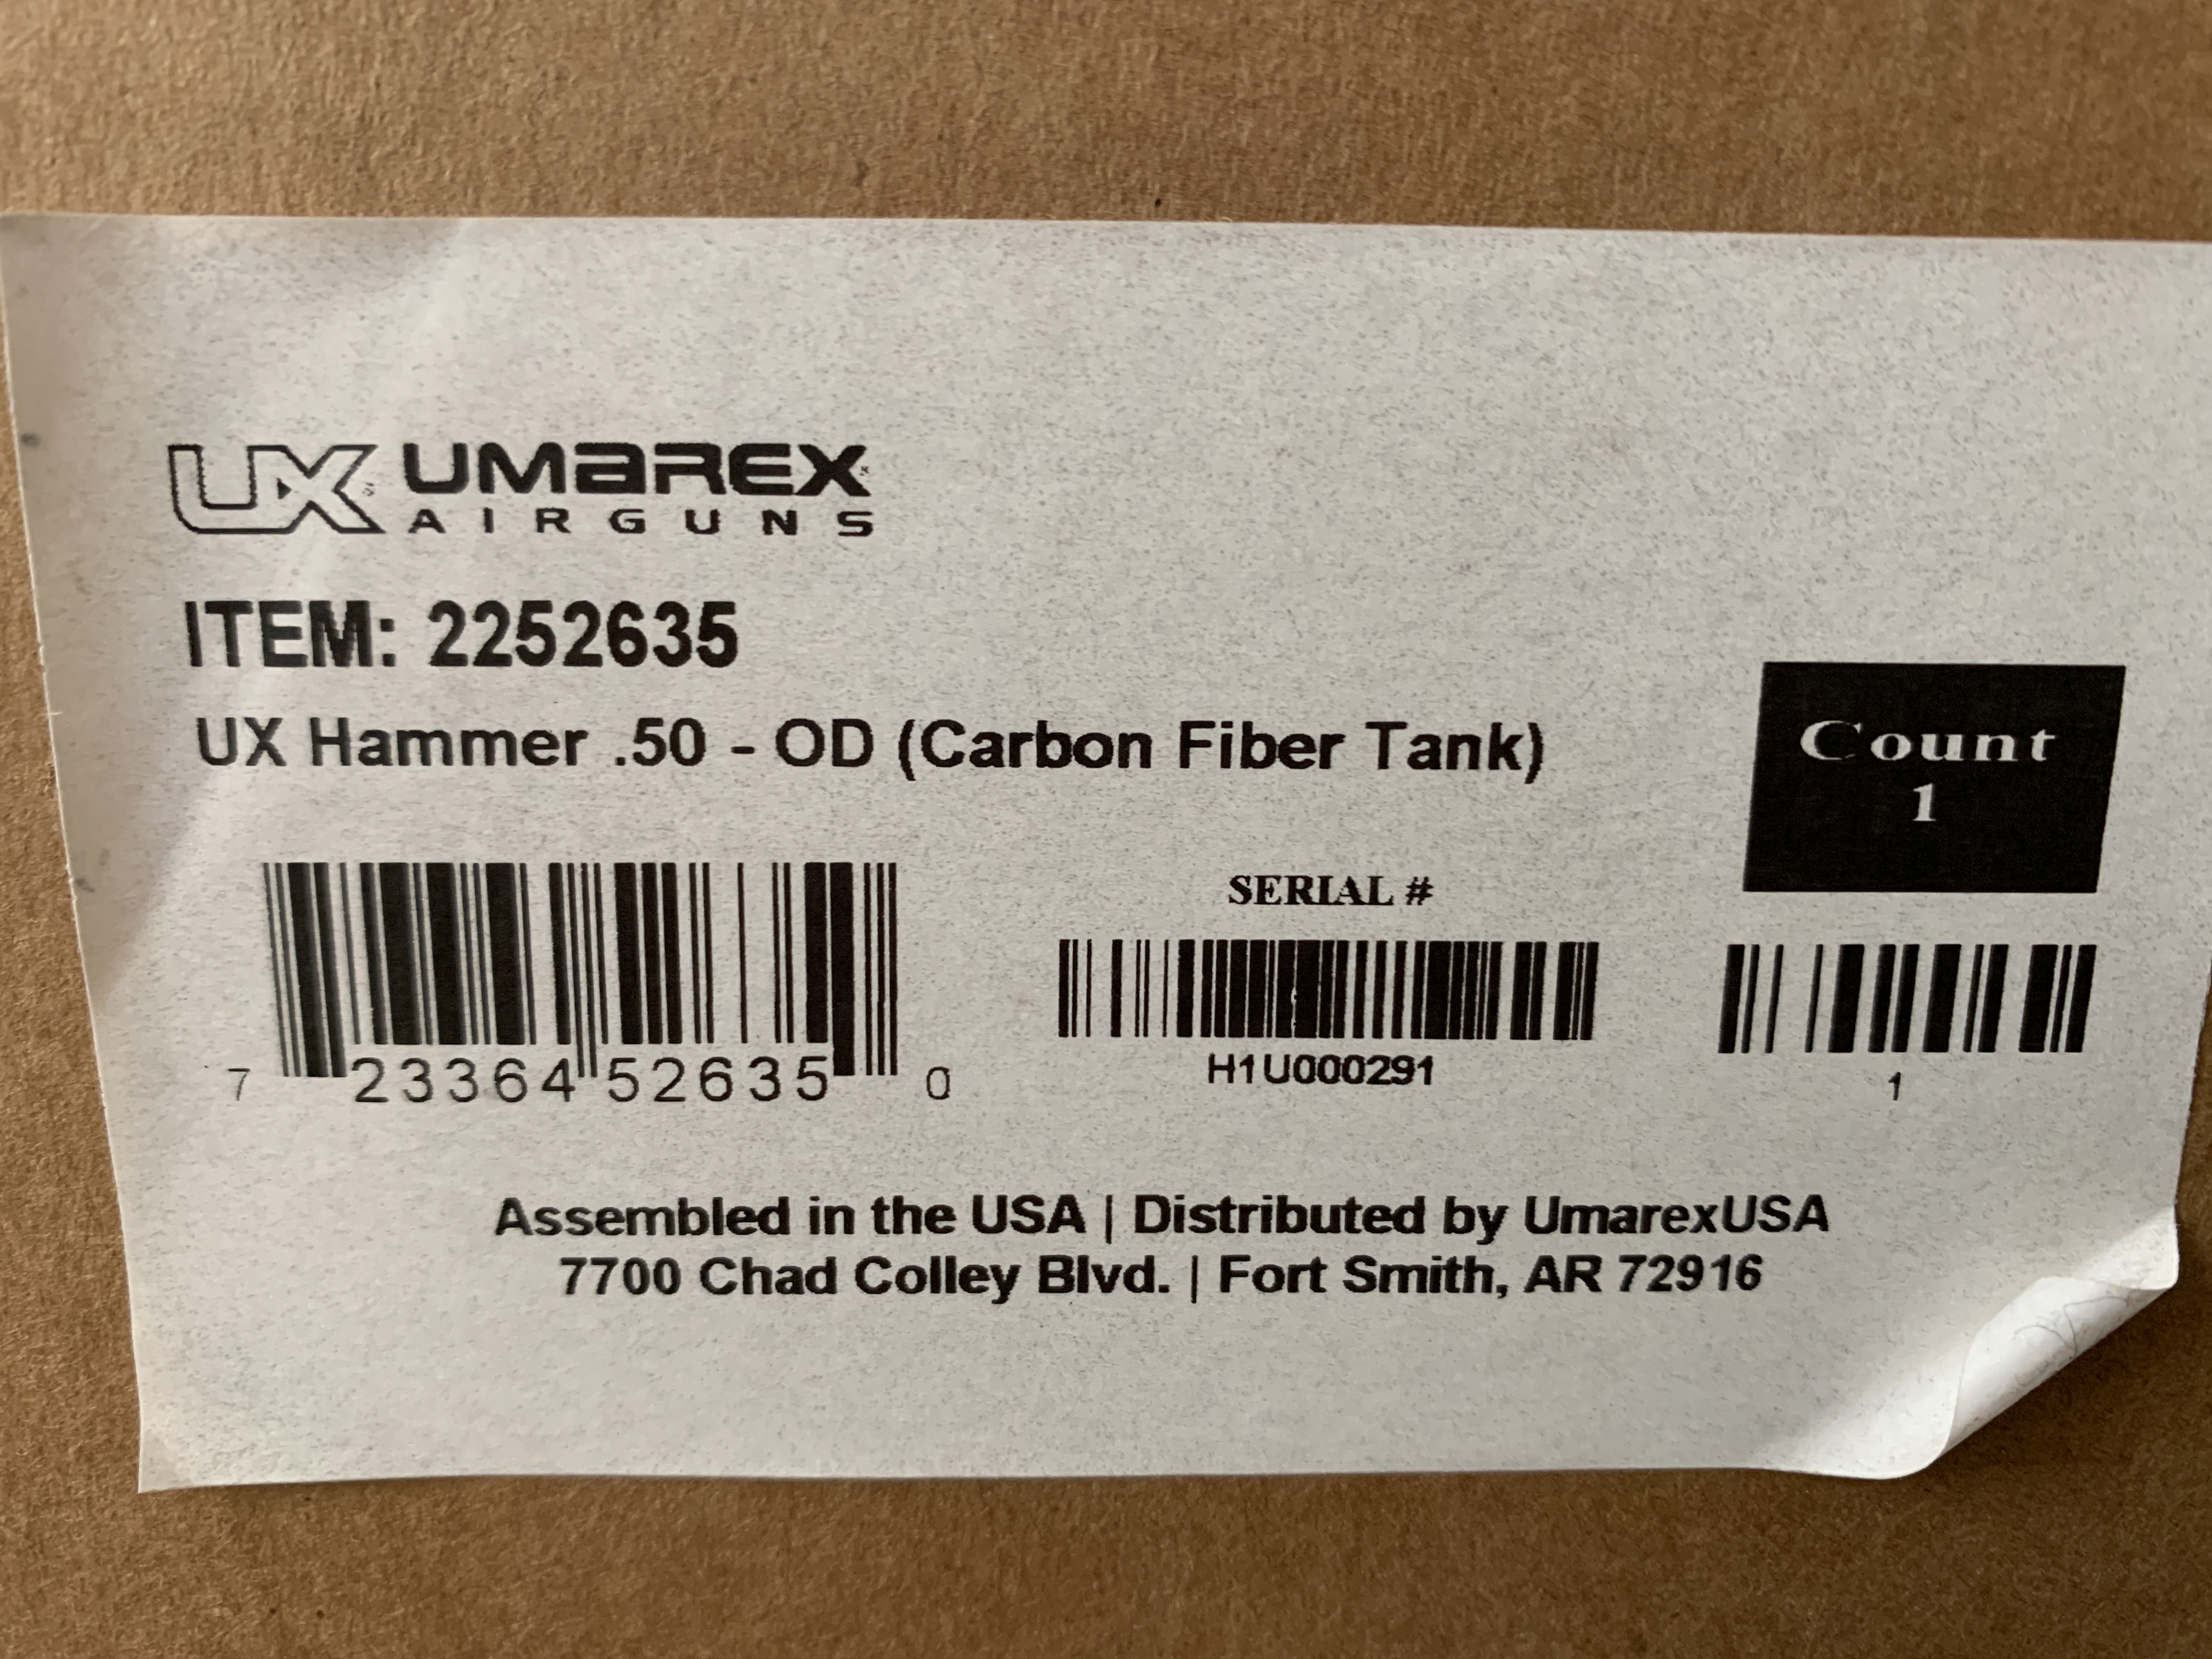 UX UMAREX
AIRGUNS
ITEM: 2252635
UX Hammer .50 - OD (Carbon Fiber Tank)
Count
1
SERIAL #
7 23364 52635 0
H1U000291
1
Assembled in the USA | Distributed by UmarexUSA
7700 Chad Colley Blvd. | Fort Smith, AR 72916